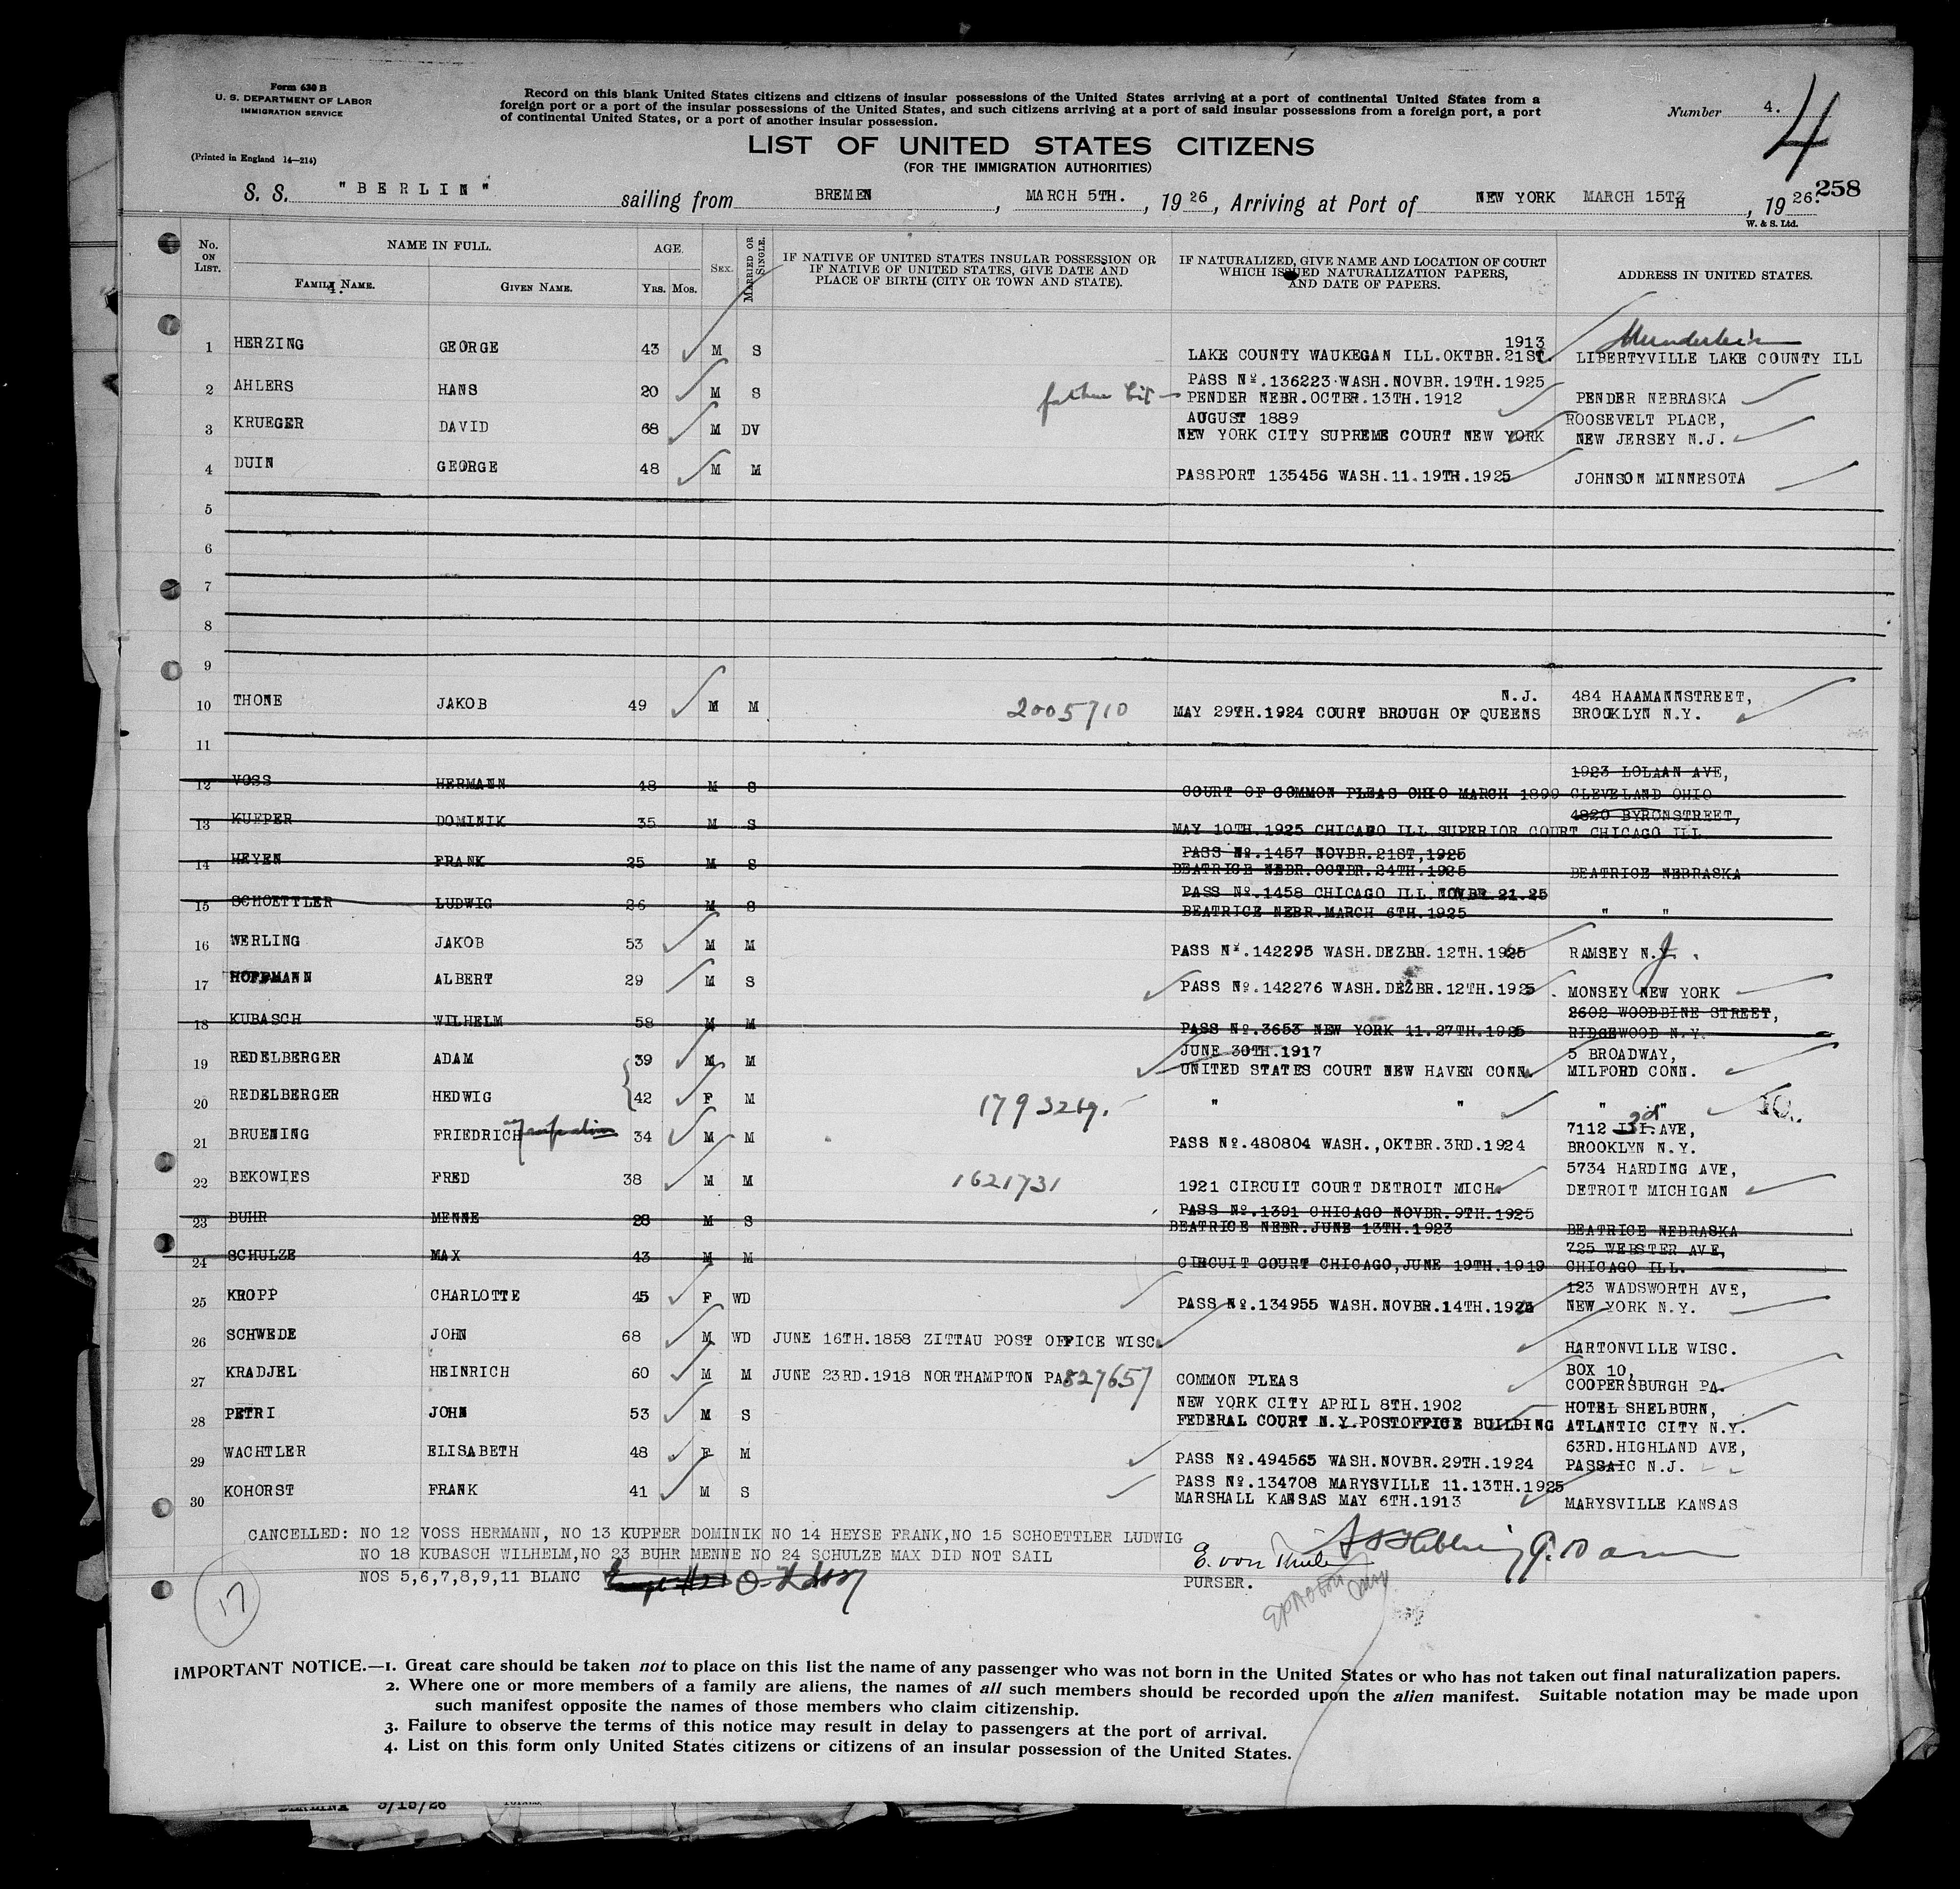 Form 630 B
U. S. DEPARTMENT OF LABOR
IMMIGRATION SERVICE
(Printed in England 14—214)
Record on this blank United States citizens and citizens of insular possessions of the United States arriving at a port of continental United States from a
foreign port or a port of the insular possessions of the United States, and such citizens arriving at a port of said insular possessions from a foreign port, a port
of continental United States, or a port of another insular possession.
Number 4.
4
LIST OF UNITED STATES CITIZENS
(FOR THE IMMIGRATION AUTHORITIES)
258
S. S. "BERLIN" sailing from BREMEN, MARCH 5TH., 1926, Arriving at Port of NEW YORK MARCH 15TH, 1926.
W. & S. Ltd.
No. ON LIST. NAME IN FULL. AGE. SEX. MARRIED OR SINGLE. IF NATIVE OF UNITED STATES INSULAR POSSESSION OR IF NATIVE OF UNITED STATES, GIVE DATE AND PLACE OF BIRTH (CITY OR TOWN AND STATE). IF NATURALIZED, GIVE NAME AND LOCATION OF COURT WHICH ISSUED NATURALIZATION PAPERS, AND DATE OF PAPERS. ADDRESS IN UNITED STATES.
FAMILY NAME. GIVEN NAME. YRS. MOS.
4.
1913
1 HERZING GEORGE 43 M S LAKE COUNTY WAUKEGAN ILL.OKTBR.21ST. LIBERTYVILLE LAKE COUNTY ILL
PASS Nº.136223 WASH.NOVBR.19TH.1925
2 AHLERS HANS 20 M S father cit — PENDER NEBR.OCTBR.13TH.1912 PENDER NEBRASKA
AUGUST 1889 ROOSEVELT PLACE,
3 KRUEGER DAVID 68 M DV NEW YORK CITY SUPREME COURT NEW YORK NEW JERSEY N.J.
4 DUIN GEORGE 48 M M PASSPORT 135456 WASH.11.19TH.1925 JOHNSON MINNESOTA
5
6
7
8
9
N.J. 484 HAAMANNSTREET,
10 THONE JAKOB 49 M M 2005710 MAY 29TH.1924 COURT BROUGH OF QUEENS BROOKLYN N.Y.
11
1923 LOLAAN AVE,
12 VOSS HERMANN 48 M S COURT OF COMMON PLEAS OHIO MARCH 1899 CLEVELAND OHIO
4820 BYRONSTREET,
13 KUEPER DOMINIK 35 M S MAY 10TH.1925 CHICAGO ILL SUPERIOR COURT CHICAGO ILL
PASS Nº.1457 NOVBR.21ST,1925
14 HEYEN FRANK 25 M S BEATRICE NEBR.OCTBR.24TH.1925 BEATRICE NEBRASKA
PASS Nº.1458 CHICAGO ILL NOVBR.21.25
15 SCHOETTLER LUDWIG 26 M S BEATRICE NEBR.MARCH 6TH.1925 " "
16 WERLING JAKOB 53 M M PASS Nº.142295 WASH.DEZBR.12TH.1925 RAMSEY N.J.
17 HOFFMANN ALBERT 29 M S PASS Nº.142276 WASH.DEZBR.12TH.1925. MONSEY NEW YORK
2602 WOODBINE STREET,
18 KUBASCH WILHELM 58 M M PASS Nº.3653 NEW YORK 11.27TH.1925 RIDGEWOOD N.Y.
JUNE 30TH.1917 5 BROADWAY,
19 REDELBERGER ADAM 39 M M UNITED STATES COURT NEW HAVEN CONN. MILFORD CONN.
20 REDELBERGER HEDWIG 42 F M 1793269. " " " " 10.
7112 III.AVE, 3d
21 BRUENING FRIEDRICH 34 M M PASS Nº.480804 WASH.,OKTBR.3RD.1924 BROOKLYN N.Y.
5734 HARDING AVE,
22 BEKOWIES FRED 38 M M 1621731 1921 CIRCUIT COURT DETROIT MICH. DETROIT MICHIGAN
PASS Nº.1391 CHICAGO NOVBR.9TH.1925
23 BUHR MENNE 28 M S BEATRICE NEBR.JUNE 13TH.1923 BEATRICE NEBRASKA
725 WEBSTER AVE,
24 SCHULZE MAX 43 M M CIRCUIT COURT CHICAGO,JUNE 19TH.1919 CHICAGO ILL.
123 WADSWORTH AVE,
25 KROPP CHARLOTTE 45 F WD PASS Nº.134955 WASH.NOVBR.14TH.1925 NEW YORK N.Y.
26 SCHWEDE JOHN 68 M WD JUNE 16TH.1858 ZITTAU POST OFFICE WISC. HARTONVILLE WISC.
BOX 10,
27 KRADJEL HEINRICH 60 M M JUNE 23RD.1918 NORTHAMPTON PA. 827657 COMMON PLEAS COOPERSBURGH PA.
NEW YORK CITY APRIL 8TH.1902 HOTEL SHELBURN,
28 PETRI JOHN 53 M S FEDERAL COURT N.Y.POSTOFFICE BUILDING ATLANTIC CITY N.Y.
63RD.HIGHLAND AVE,
29 WACHTLER ELISABETH 48 F M PASS Nº.494565 WASH.NOVBR.29TH.1924 PASSAIC N.J.
PASS Nº.134708 MARYSVILLE 11.13TH.1925
30 KOHORST FRANK 41 M S MARSHALL KANSAS MAY 6TH.1913 MARYSVILLE KANSAS
CANCELLED: NO 12 VOSS HERMANN, NO 13 KUPFER DOMINIK NO 14 HEYSE FRANK,NO 15 SCHOETTLER LUDWIG
NO 18 KUBASCH WILHELM,NO 23 BUHR MENNE NO 24 SCHULZE MAX DID NOT SAIL
NOS 5,6,7,8,9,11 BLANC
PURSER.
17
IMPORTANT NOTICE.—1. Great care should be taken not to place on this list the name of any passenger who was not born in the United States or who has not taken out final naturalization papers.
2. Where one or more members of a family are aliens, the names of all such members should be recorded upon the alien manifest. Suitable notation may be made upon
such manifest opposite the names of those members who claim citizenship.
3. Failure to observe the terms of this notice may result in delay to passengers at the port of arrival.
4. List on this form only United States citizens or citizens of an insular possession of the United States.
3/15/26